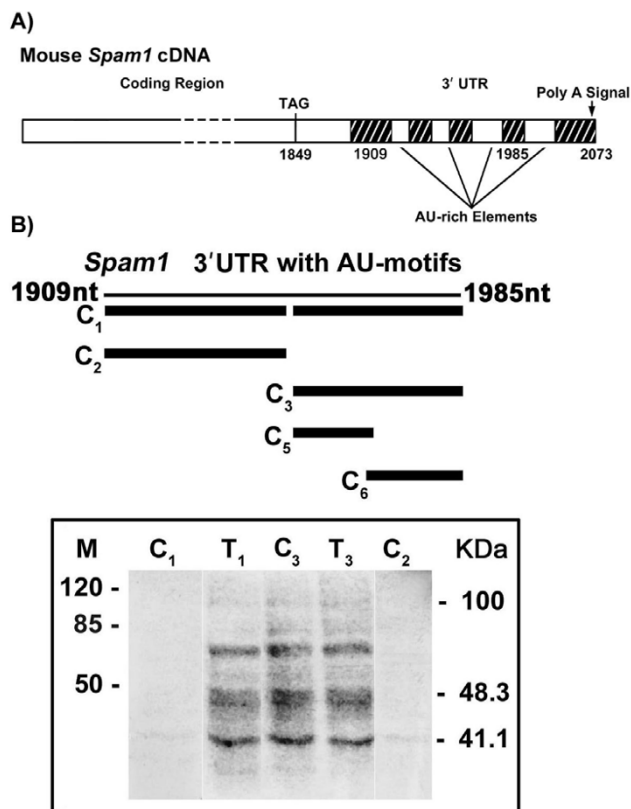 A)
Mouse Spam1 cDNA
Coding Region
3′ UTR
Poly A Signal
TAG
1849
1909
1985
2073
AU-rich Elements
B)
Spam1 3′UTR with AU-motifs
1909nt
1985nt
C1
C2
C3
C5
C6
M C1 T1 C3 T3 C2 KDa
120 -
- 100
85 -
50 -
- 48.3
- 41.1